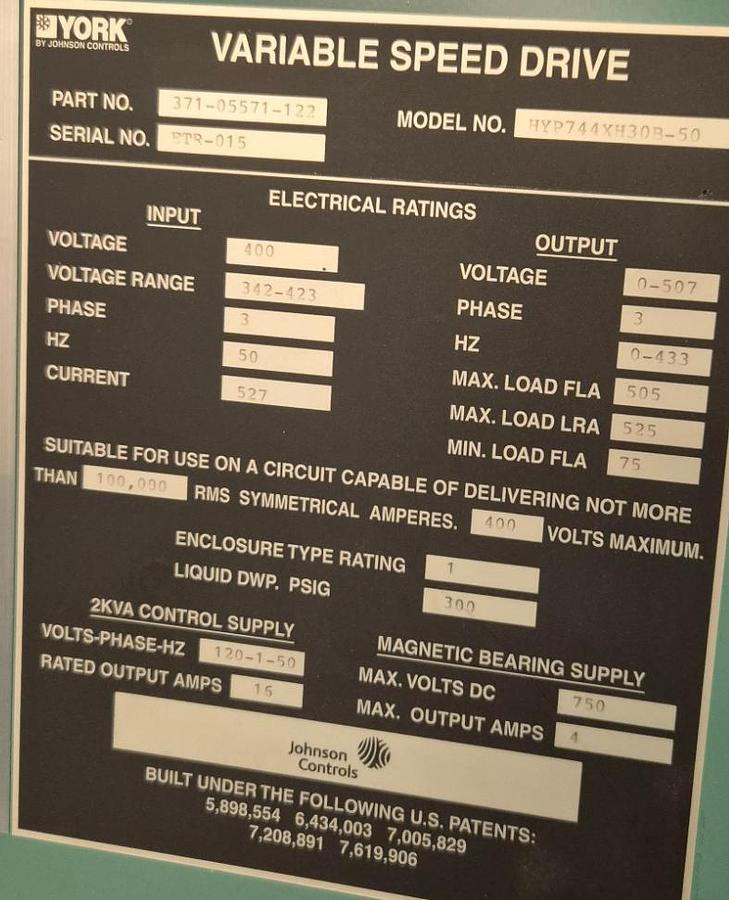 YORK
BY JOHNSON CONTROLS
VARIABLE SPEED DRIVE
PART NO. 371-05571-122
MODEL NO. HYP744XH30B-50
SERIAL NO. ETR-015
ELECTRICAL RATINGS
INPUT
VOLTAGE 400
VOLTAGE RANGE 342-423
PHASE 3
HZ 50
CURRENT 527
OUTPUT
VOLTAGE 0-507
PHASE 3
HZ 0-433
MAX. LOAD FLA 505
MAX. LOAD LRA 525
MIN. LOAD FLA 75
SUITABLE FOR USE ON A CIRCUIT CAPABLE OF DELIVERING NOT MORE
THAN 100,000 RMS SYMMETRICAL AMPERES. 400 VOLTS MAXIMUM.
ENCLOSURE TYPE RATING 1
LIQUID DWP. PSIG 300
2KVA CONTROL SUPPLY
VOLTS-PHASE-HZ 120-1-50
RATED OUTPUT AMPS 16
MAGNETIC BEARING SUPPLY
MAX. VOLTS DC 750
MAX. OUTPUT AMPS 4
Johnson
Controls
BUILT UNDER THE FOLLOWING U.S. PATENTS:
5,898,554 6,434,003 7,005,829
7,208,891 7,619,906